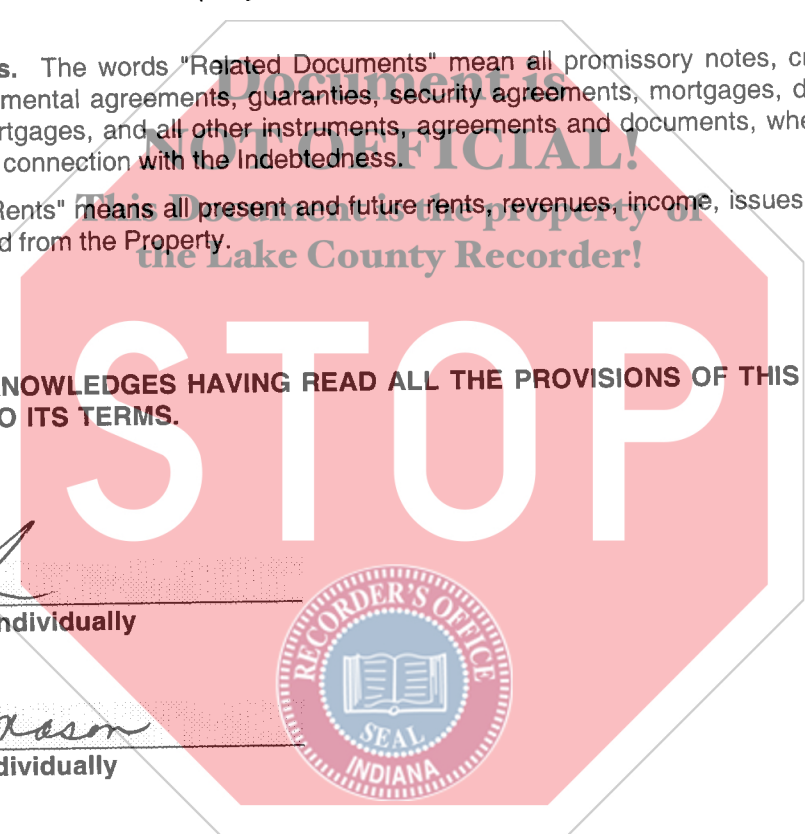 s. The words "Related Documents" mean all promissory notes, cr
Document is
mental agreements, guaranties, security agreements, mortgages, d
rtgages, and all other instruments, agreements and documents, whe
NOT OFFICIAL!
connection with the Indebtedness.
Rents" means all present and future rents, revenues, income, issues
This Document is the property of
d from the Property.
the Lake County Recorder!
NOWLEDGES HAVING READ ALL THE PROVISIONS OF THIS
O ITS TERMS.
STOP
ndividually
RECORDER'S OFFICE
SEAL
INDIANA
dividually